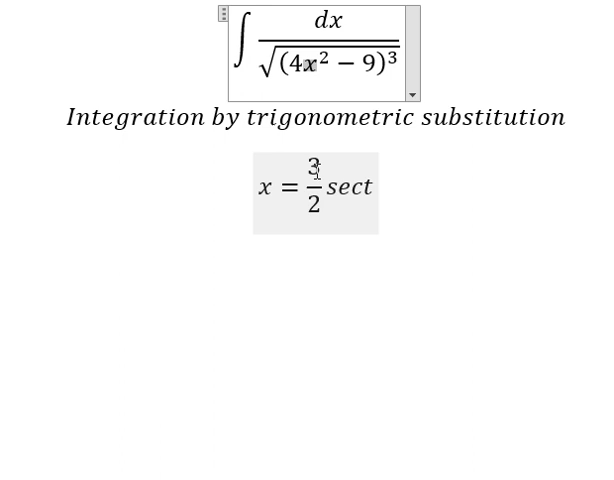 ∫ dx / √((4x² − 9)³)
Integration by trigonometric substitution
x = 3/2 sect